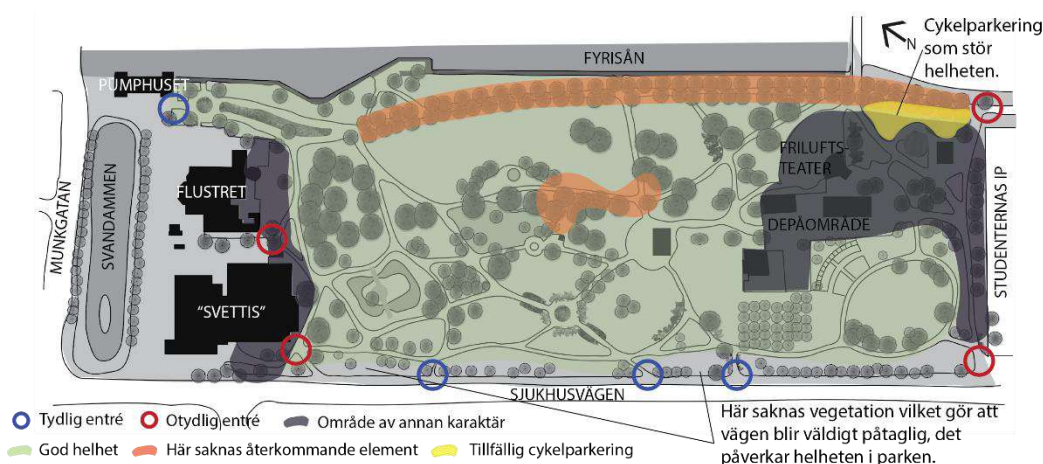 Cykelparkering
som stör
helheten.
N
FYRISÅN
PUMPHUSET
FLUSTRET
FRILUFTS-
TEATER
DEPÅOMRÅDE
MUNKGATAN
SVANDAMMEN
STUDENTERNAS IP
"SVETTIS"
SJUKHUSVÄGEN
Här saknas vegetation vilket gör att
vägen blir väldigt påtaglig, det
påverkar helheten i parken.
Tydlig entré
Otydlig entré
Område av annan karaktär
God helhet
Här saknas återkommande element
Tillfällig cykelparkering